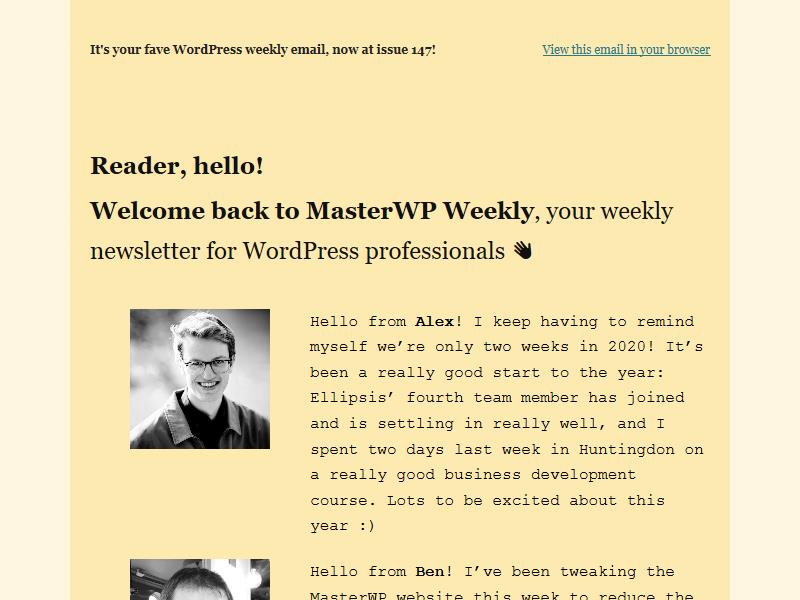 It's your fave WordPress weekly email, now at issue 147!
View this email in your browser
Reader, hello!
Welcome back to MasterWP Weekly, your weekly
newsletter for WordPress professionals 👋
Hello from Alex! I keep having to remind
myself we’re only two weeks in 2020! It’s
been a really good start to the year:
Ellipsis’ fourth team member has joined
and is settling in really well, and I
spent two days last week in Huntingdon on
a really good business development
course. Lots to be excited about this
year :)
Hello from Ben! I’ve been tweaking the
MasterWP website this week to reduce the